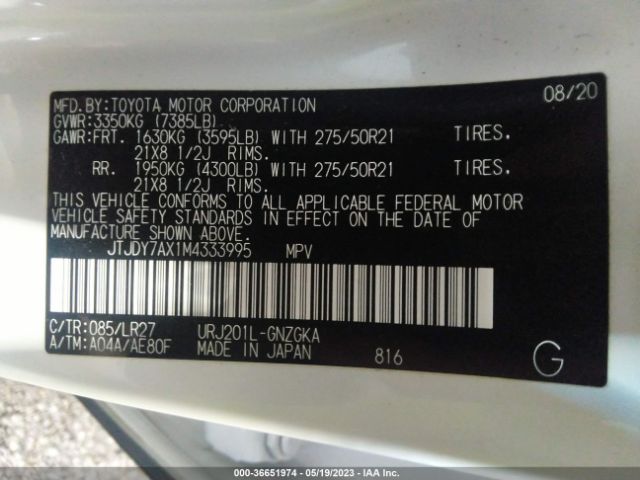 MFD.BY:TOYOTA MOTOR CORPORATION 08/20
GVWR:3350KG (7385LB)
GAWR:FRT. 1630KG (3595LB) WITH 275/50R21 TIRES.
21X8 1/2J RIMS.
RR. 1950KG (4300LB) WITH 275/50R21 TIRES.
21X8 1/2J RIMS.
THIS VEHICLE CONFORMS TO ALL APPLICABLE FEDERAL MOTOR
VEHICLE SAFETY STANDARDS IN EFFECT ON THE DATE OF
MANUFACTURE SHOWN ABOVE.
JTJDY7AX1M4333995 MPV
C/TR:085/LR27 URJ201L-GNZGKA
A/TM:A04A/AE80F MADE IN JAPAN 816 G
000-36651974 | 05/19/2023 | IAA Inc.